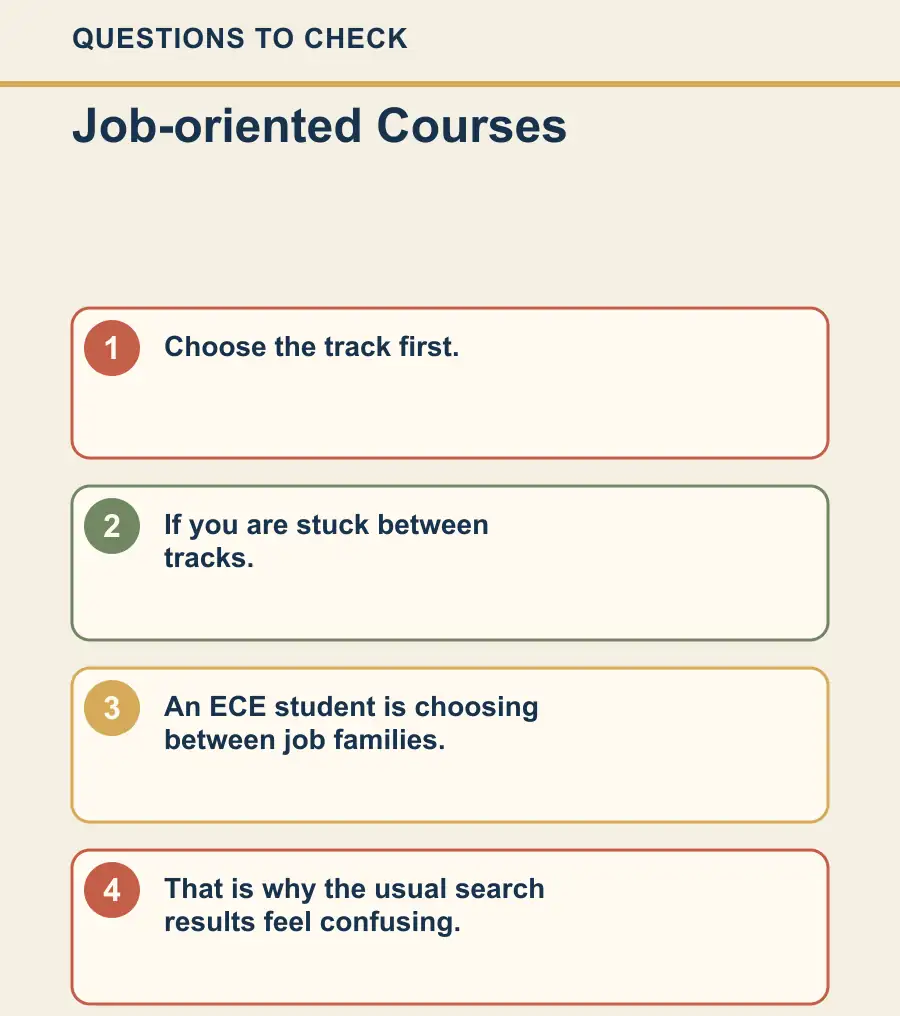 QUESTIONS TO CHECK
Job-oriented Courses
1
Choose the track first.
2
If you are stuck between
tracks.
3
An ECE student is choosing
between job families.
4
That is why the usual search
results feel confusing.